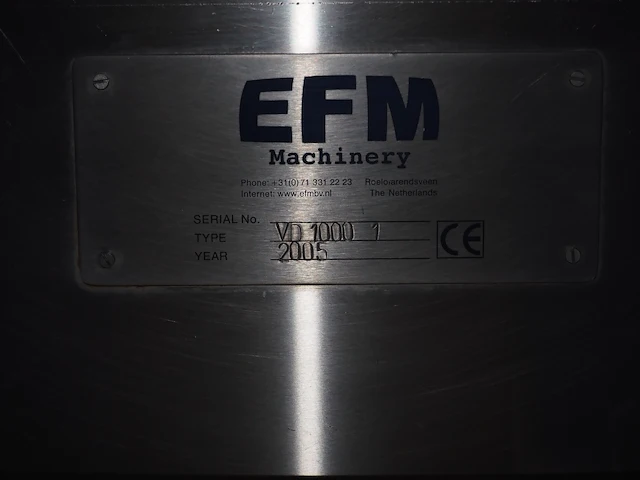 EFM
Machinery
Phone: +31(0)71 331 22 23 Roelofarendsveen
Internet: www.efmbv.nl The Netherlands
SERIAL No.
TYPE VD 1000 1
YEAR 2005
CE